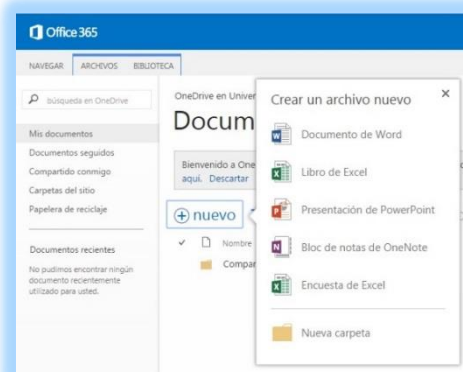 Office 365
NAVEGAR ARCHIVOS BIBLIOTECA
búsqueda en OneDrive
Mis documentos
Documentos seguidos
Compartido conmigo
Carpetas del sitio
Papelera de reciclaje
Documentos recientes
No pudimos encontrar ningún
documento recientemente
utilizado para usted.
OneDrive en Univer
Docum
Bienvenido a One
aquí. Descartar
nuevo
Nombre
Compar
Crear un archivo nuevo
Documento de Word
Libro de Excel
Presentación de PowerPoint
Bloc de notas de OneNote
Encuesta de Excel
Nueva carpeta